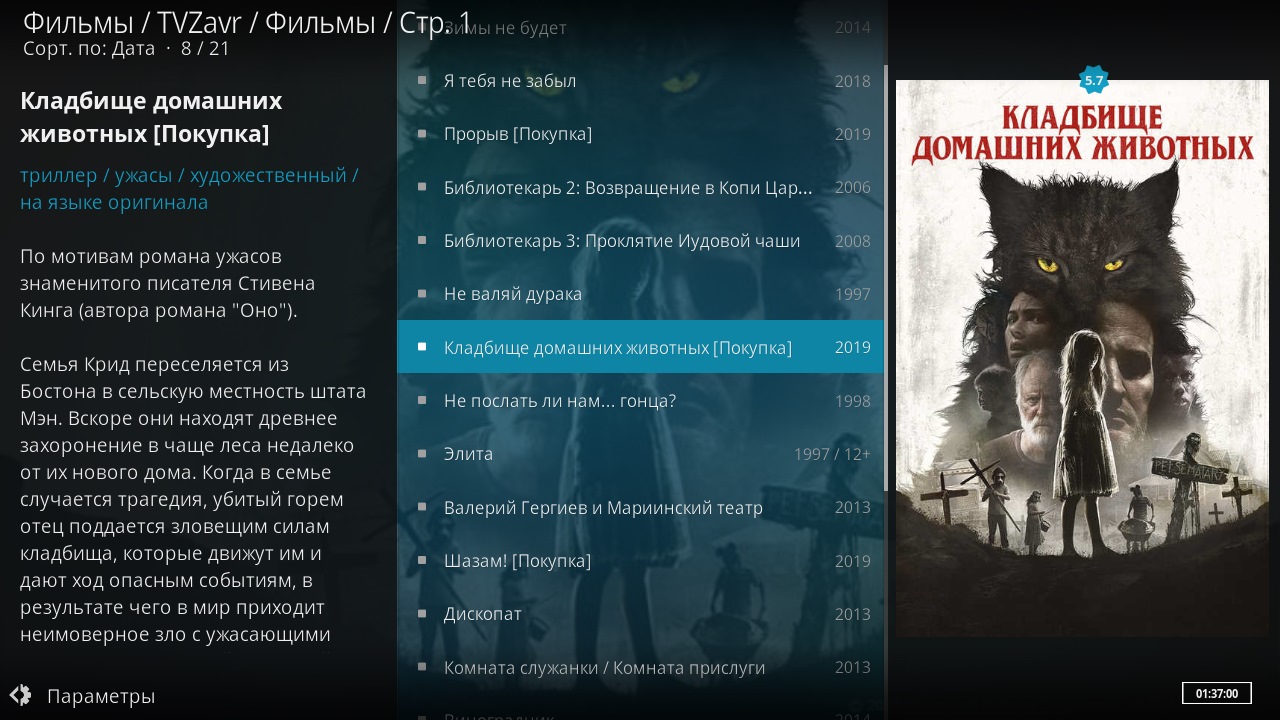 Фильмы / TVZavr / Фильмы / Стр. 1
Сорт. по: Дата · 8 / 21
Кладбище домашних
животных [Покупка]
триллер / ужасы / художественный /
на языке оригинала
По мотивам романа ужасов
знаменитого писателя Стивена
Кинга (автора романа "Оно").
Семья Крид переселяется из
Бостона в сельскую местность штата
Мэн. Вскоре они находят древнее
захоронение в чаще леса недалеко
от их нового дома. Когда в семье
случается трагедия, убитый горем
отец поддается зловещим силам
кладбища, которые движут им и
дают ход опасным событиям, в
результате чего в мир приходит
неимоверное зло с ужасающими
Параметры
Зимы не будет 2014
Я тебя не забыл 2018
Прорыв [Покупка] 2019
Библиотекарь 2: Возвращение в Копи Цар... 2006
Библиотекарь 3: Проклятие Иудовой чаши 2008
Не валяй дурака 1997
Кладбище домашних животных [Покупка] 2019
Не послать ли нам... гонца? 1998
Элита 1997 / 12+
Валерий Гергиев и Мариинский театр 2013
Шазам! [Покупка] 2019
Дископат 2013
Комната служанки / Комната прислуги 2013
Виноградник 2014
5.7
КЛАДБИЩЕ
ДОМАШНИХ ЖИВОТНЫХ
PET SEMATARY
01:37:00